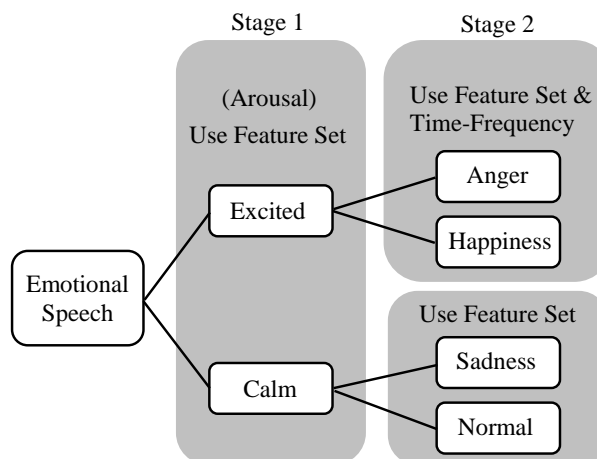 Stage 1
Stage 2
(Arousal)
Use Feature Set
Use Feature Set &
Time-Frequency
Anger
Excited
Happiness
Emotional
Speech
Use Feature Set
Sadness
Calm
Normal